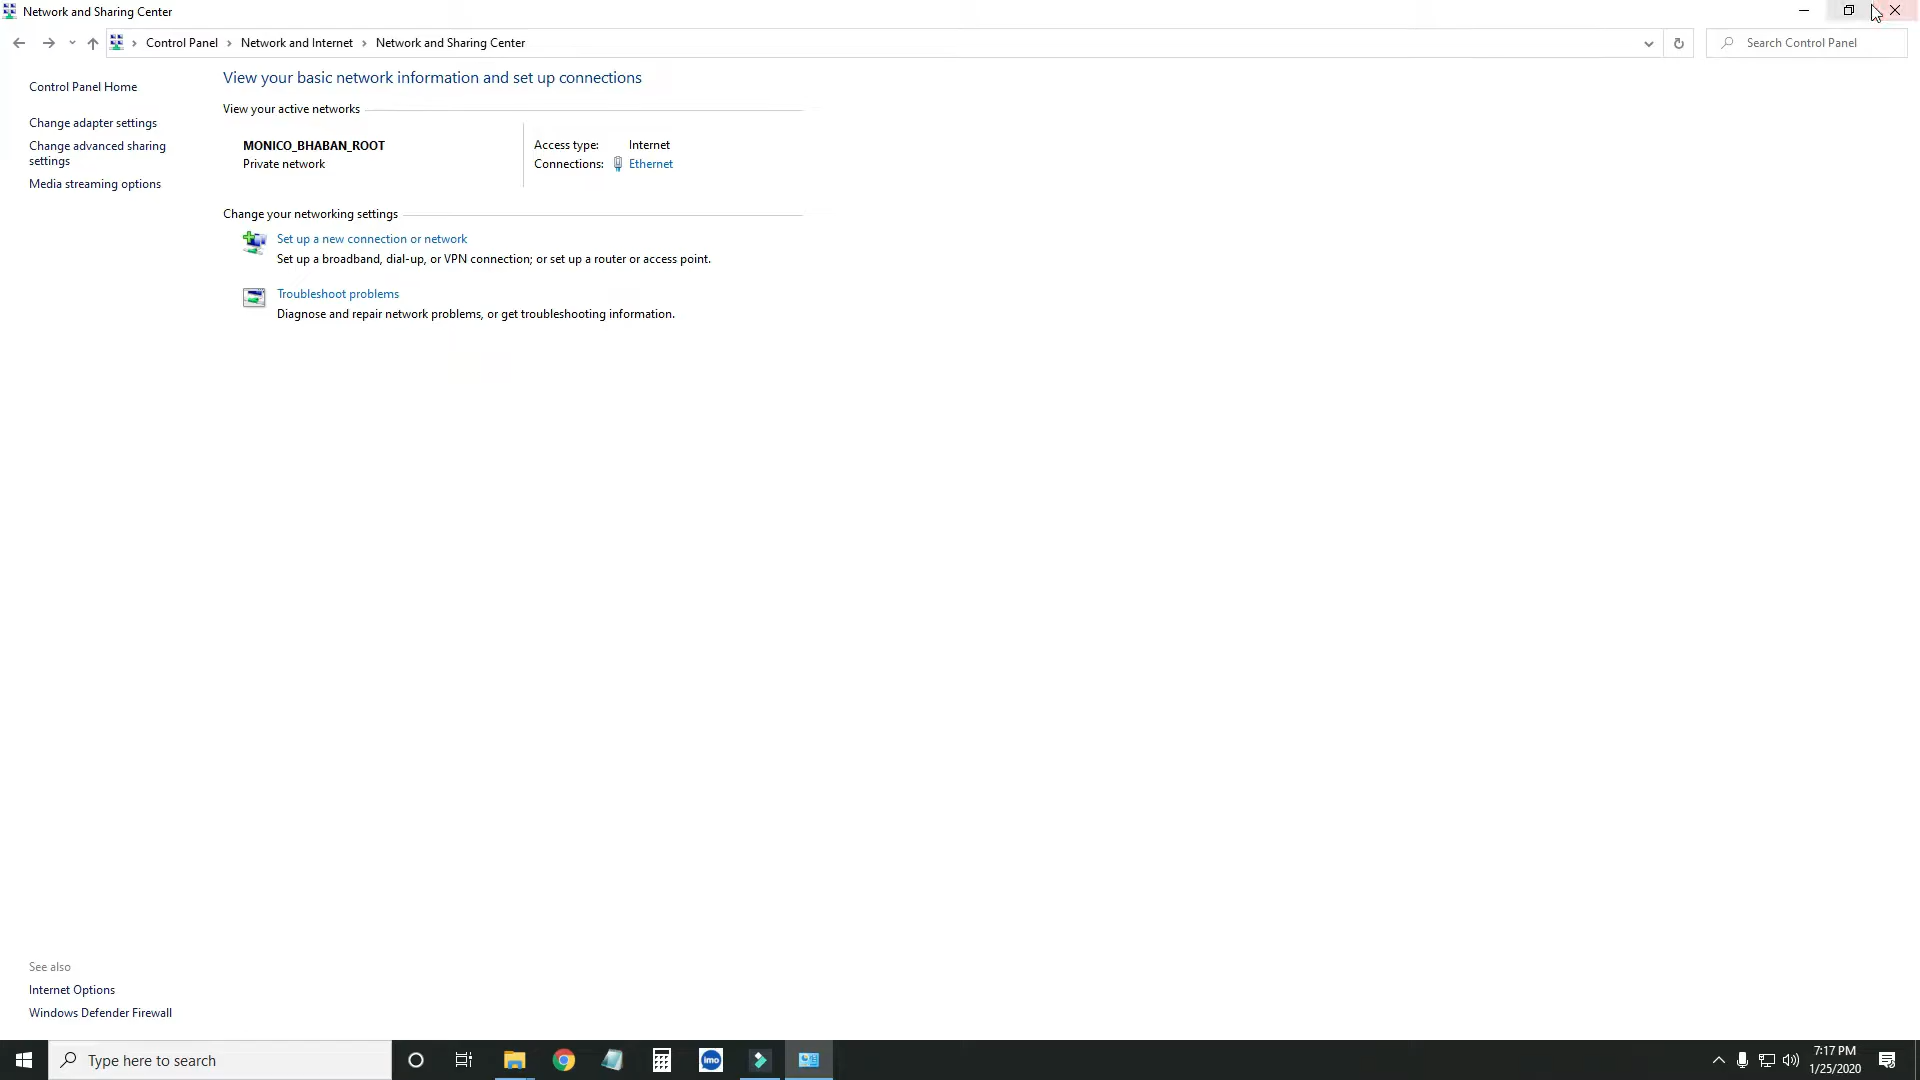 Network and Sharing Center
Control Panel > Network and Internet > Network and Sharing Center
Search Control Panel
Control Panel Home
Change adapter settings
Change advanced sharing
settings
Media streaming options
View your basic network information and set up connections
View your active networks
MONICO_BHABAN_ROOT
Private network
Access type: Internet
Connections: Ethernet
Change your networking settings
Set up a new connection or network
Set up a broadband, dial-up, or VPN connection; or set up a router or access point.
Troubleshoot problems
Diagnose and repair network problems, or get troubleshooting information.
See also
Internet Options
Windows Defender Firewall
Type here to search
imo
7:17 PM
1/25/2020